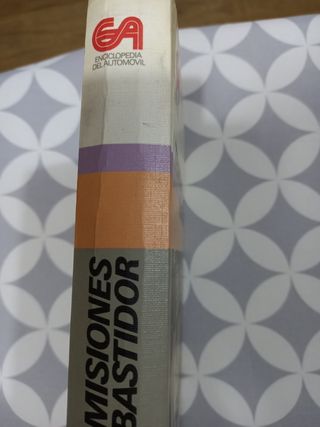 EA
ENCICLOPEDIA
DEL AUTOMOVIL
MISIONES
BASTIDOR